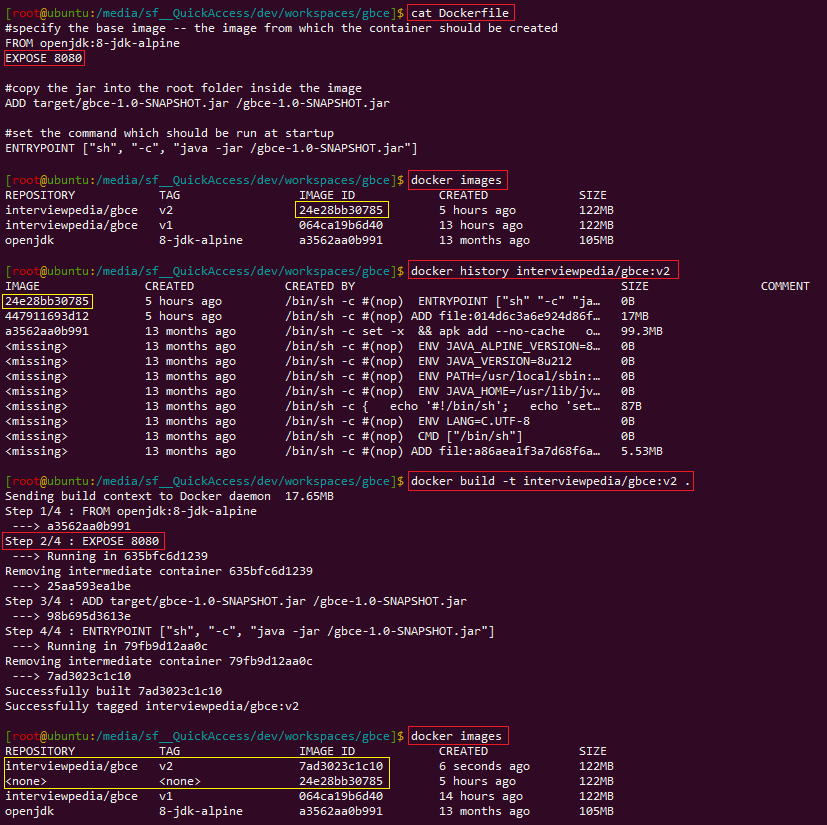 [root@ubuntu:/media/sf__QuickAccess/dev/workspaces/gbce]$ cat Dockerfile
#specify the base image -- the image from which the container should be created
FROM openjdk:8-jdk-alpine
EXPOSE 8080
#copy the jar into the root folder inside the image
ADD target/gbce-1.0-SNAPSHOT.jar /gbce-1.0-SNAPSHOT.jar
#set the command which should be run at startup
ENTRYPOINT ["sh", "-c", "java -jar /gbce-1.0-SNAPSHOT.jar"]
[root@ubuntu:/media/sf__QuickAccess/dev/workspaces/gbce]$ docker images
REPOSITORY TAG IMAGE ID CREATED SIZE
interviewpedia/gbce v2 24e28bb30785 5 hours ago 122MB
interviewpedia/gbce v1 064ca19b6d40 13 hours ago 122MB
openjdk 8-jdk-alpine a3562aa0b991 13 months ago 105MB
[root@ubuntu:/media/sf__QuickAccess/dev/workspaces/gbce]$ docker history interviewpedia/gbce:v2
IMAGE CREATED CREATED BY SIZE COMMENT
24e28bb30785 5 hours ago /bin/sh -c #(nop) ENTRYPOINT ["sh" "-c" "ja… 0B
447911693d12 5 hours ago /bin/sh -c #(nop) ADD file:014d6c3a6e924d86f… 17MB
a3562aa0b991 13 months ago /bin/sh -c set -x && apk add --no-cache o… 99.3MB
<missing> 13 months ago /bin/sh -c #(nop) ENV JAVA_ALPINE_VERSION=8… 0B
<missing> 13 months ago /bin/sh -c #(nop) ENV JAVA_VERSION=8u212 0B
<missing> 13 months ago /bin/sh -c #(nop) ENV PATH=/usr/local/sbin:… 0B
<missing> 13 months ago /bin/sh -c #(nop) ENV JAVA_HOME=/usr/lib/jv… 0B
<missing> 13 months ago /bin/sh -c { echo '#!/bin/sh'; echo 'set… 87B
<missing> 13 months ago /bin/sh -c #(nop) ENV LANG=C.UTF-8 0B
<missing> 13 months ago /bin/sh -c #(nop) CMD ["/bin/sh"] 0B
<missing> 13 months ago /bin/sh -c #(nop) ADD file:a86aea1f3a7d68f6a… 5.53MB
[root@ubuntu:/media/sf__QuickAccess/dev/workspaces/gbce]$ docker build -t interviewpedia/gbce:v2 .
Sending build context to Docker daemon 17.65MB
Step 1/4 : FROM openjdk:8-jdk-alpine
---> a3562aa0b991
Step 2/4 : EXPOSE 8080
---> Running in 635bfc6d1239
Removing intermediate container 635bfc6d1239
---> 25aa593ea1be
Step 3/4 : ADD target/gbce-1.0-SNAPSHOT.jar /gbce-1.0-SNAPSHOT.jar
---> 98b695d3613e
Step 4/4 : ENTRYPOINT ["sh", "-c", "java -jar /gbce-1.0-SNAPSHOT.jar"]
---> Running in 79fb9d12aa0c
Removing intermediate container 79fb9d12aa0c
---> 7ad3023c1c10
Successfully built 7ad3023c1c10
Successfully tagged interviewpedia/gbce:v2
[root@ubuntu:/media/sf__QuickAccess/dev/workspaces/gbce]$ docker images
REPOSITORY TAG IMAGE ID CREATED SIZE
interviewpedia/gbce v2 7ad3023c1c10 6 seconds ago 122MB
<none> <none> 24e28bb30785 5 hours ago 122MB
interviewpedia/gbce v1 064ca19b6d40 14 hours ago 122MB
openjdk 8-jdk-alpine a3562aa0b991 13 months ago 105MB